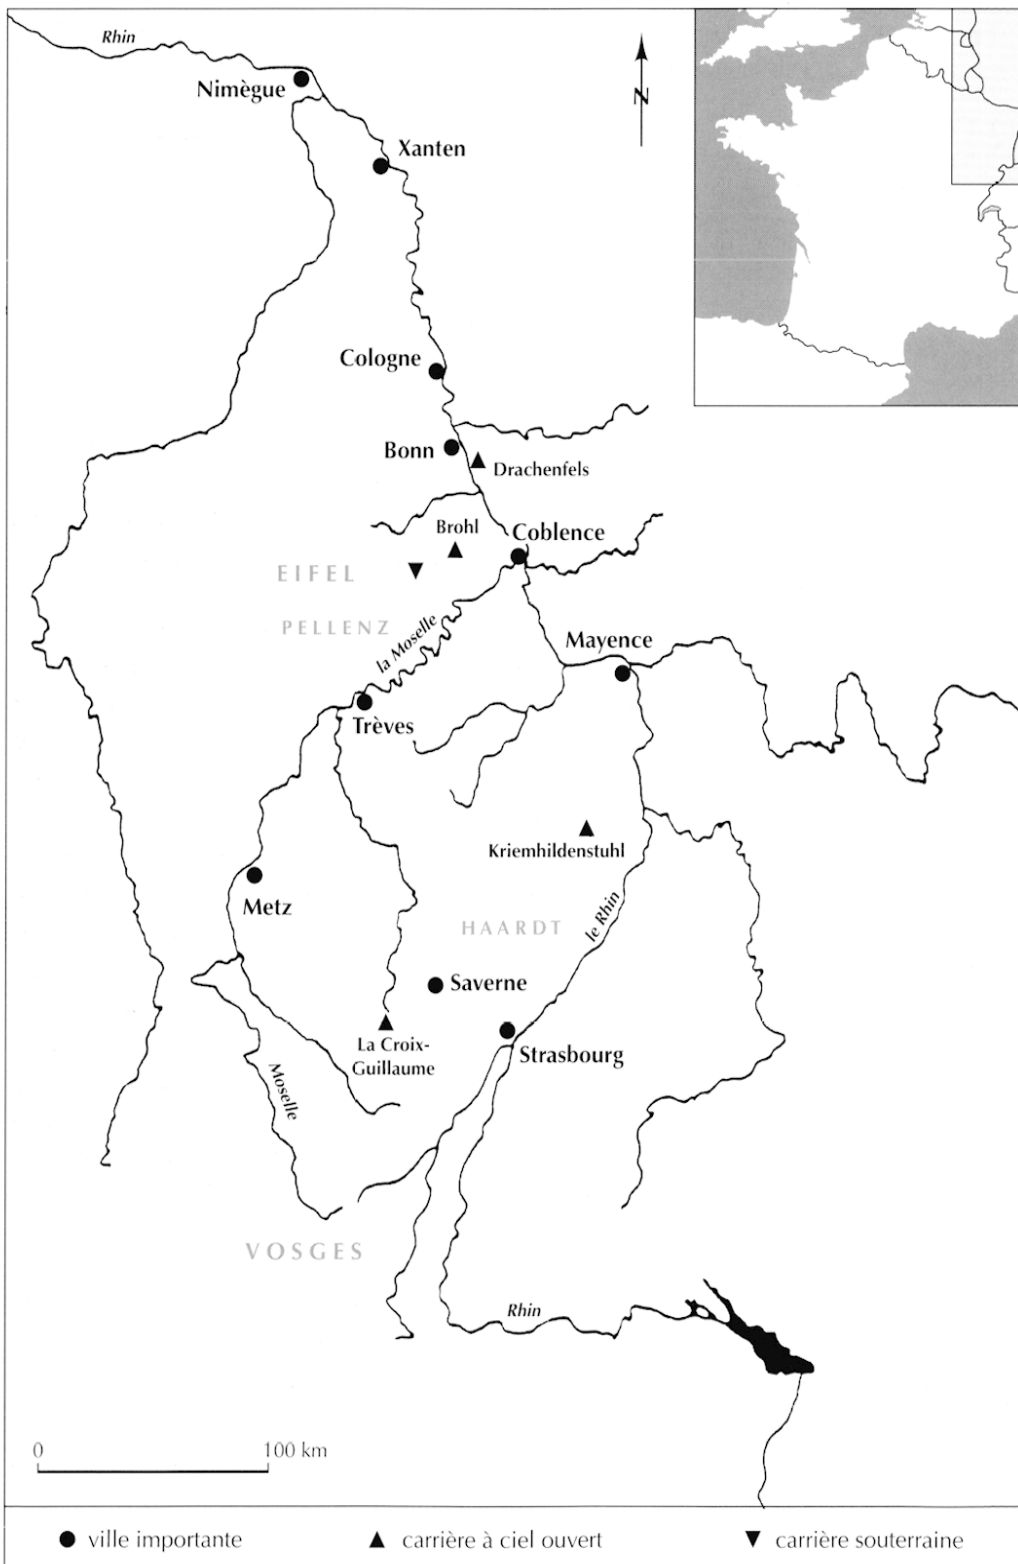 Rhin
Nimègue
N
Xanten
Cologne
Bonn
Drachenfels
Brohl
Coblence
EIFEL
PELLENZ
la Moselle
Mayence
Trèves
Kriemhildenstuhl
Metz
HAARDT
le Rhin
Saverne
La Croix-
Guillaume
Strasbourg
Moselle
VOSGES
Rhin
0 100 km
ville importante carrière à ciel ouvert carrière souterraine